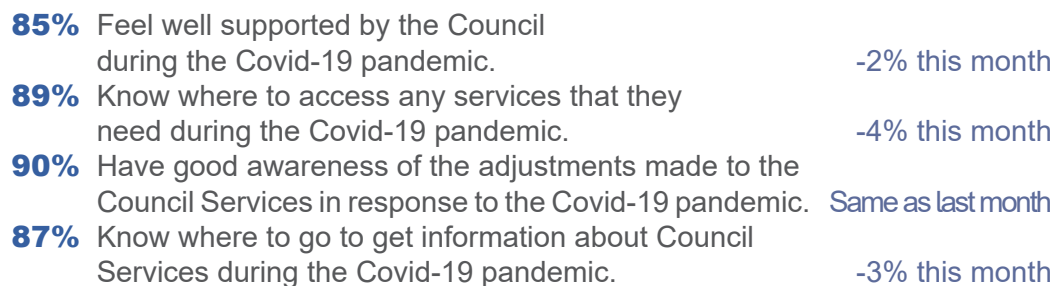 85% Feel well supported by the Council
during the Covid-19 pandemic. -2% this month
89% Know where to access any services that they
need during the Covid-19 pandemic. -4% this month
90% Have good awareness of the adjustments made to the
Council Services in response to the Covid-19 pandemic. Same as last month
87% Know where to go to get information about Council
Services during the Covid-19 pandemic. -3% this month